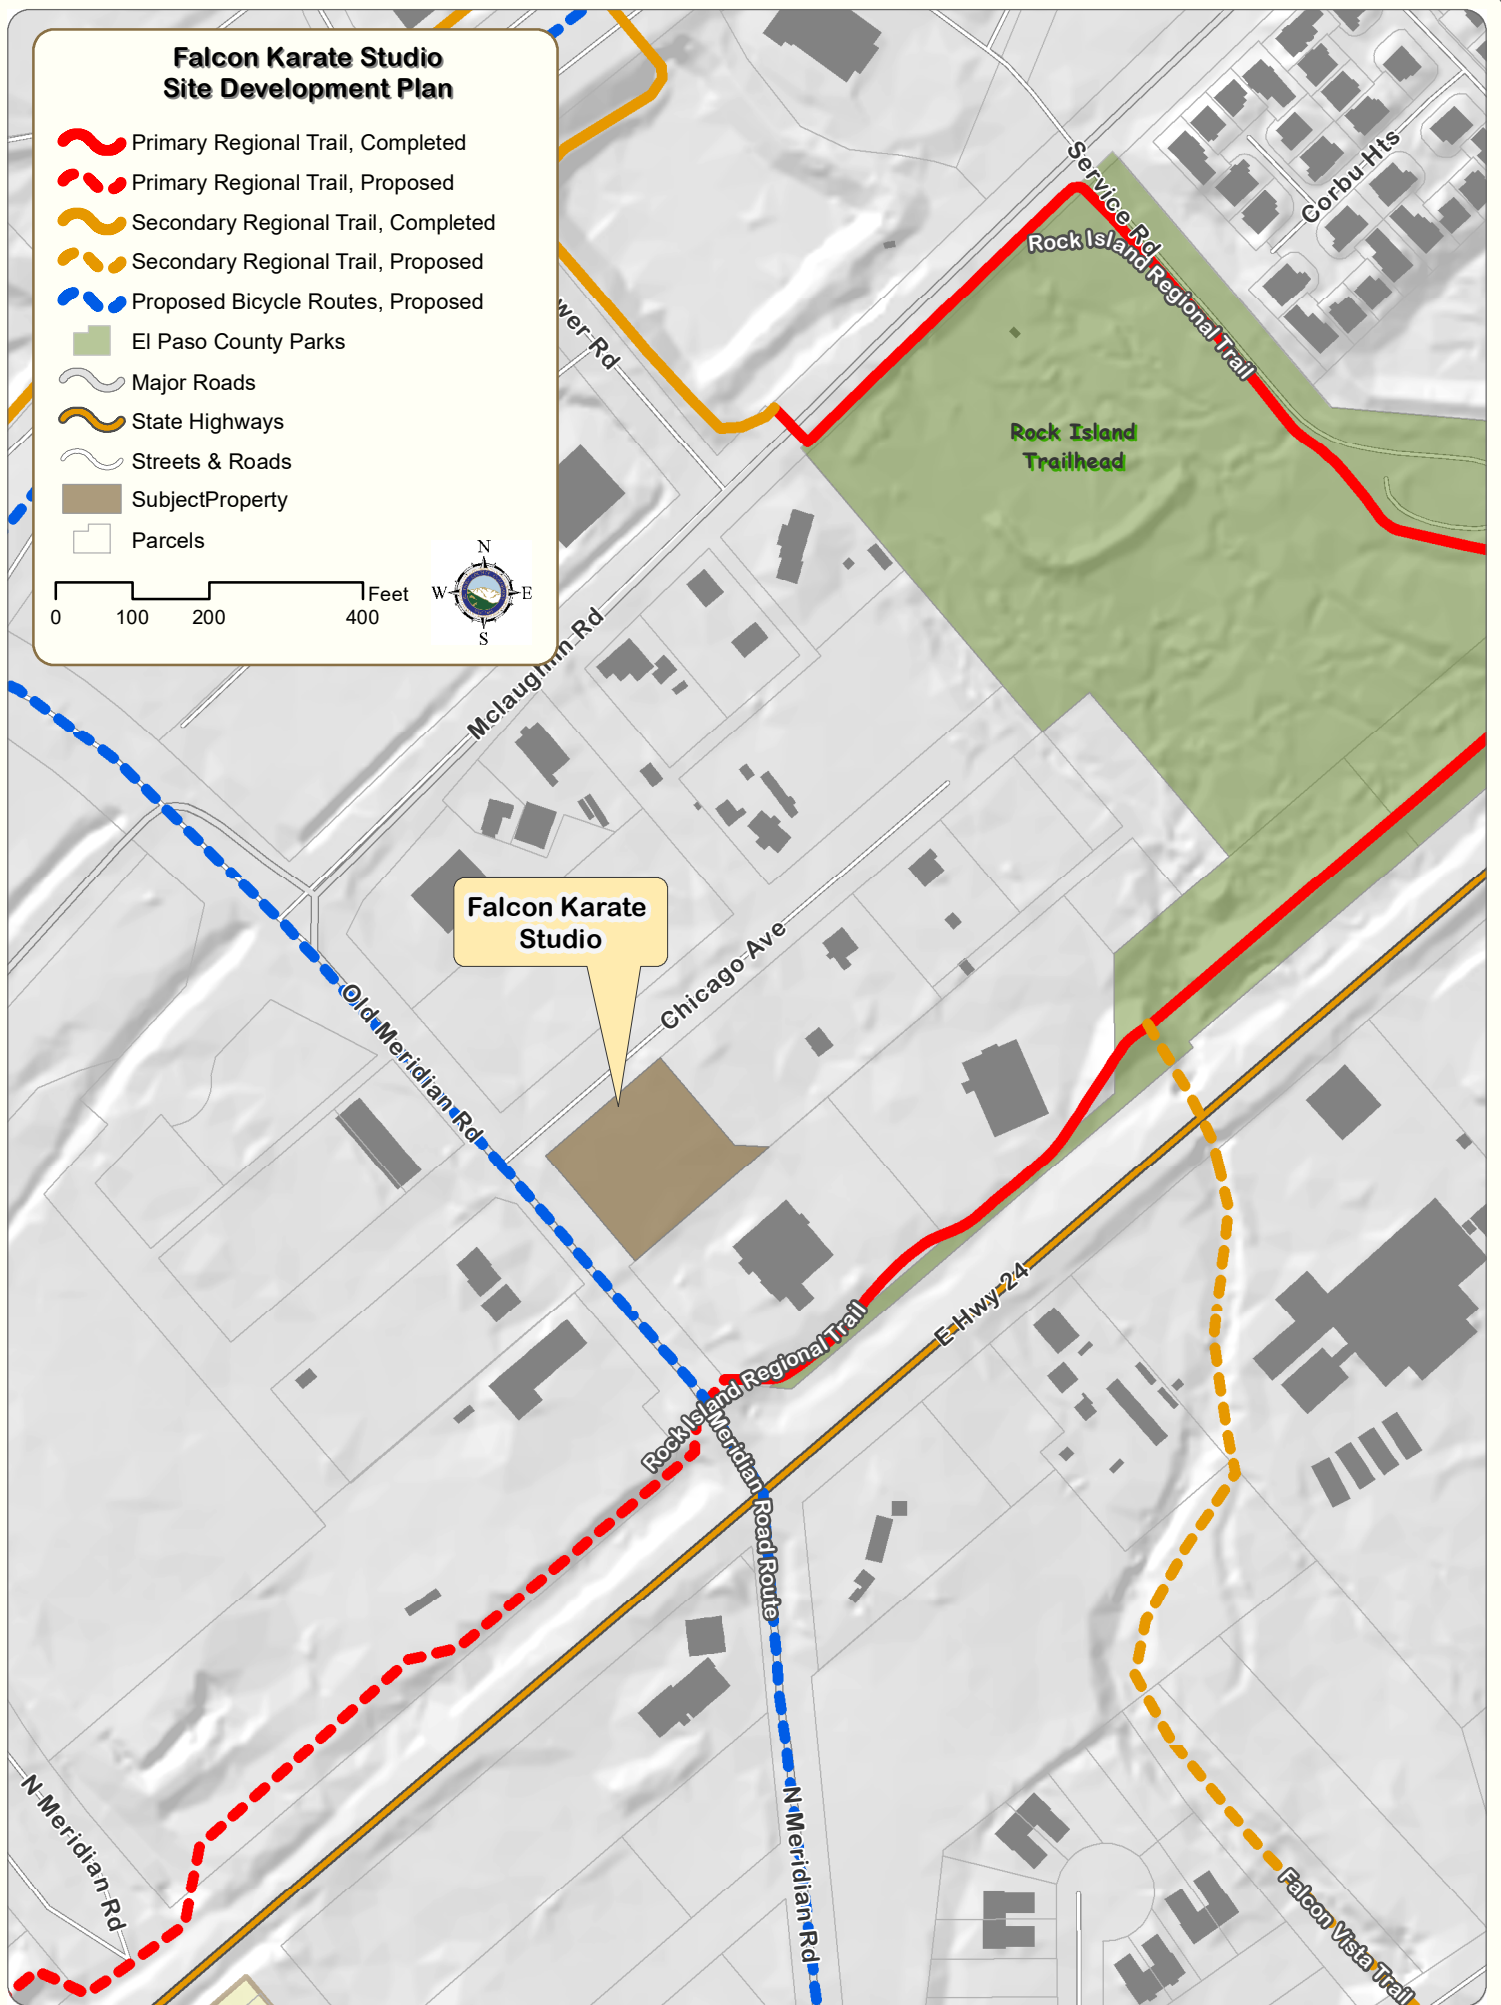 Falcon Karate Studio
Site Development Plan
Primary Regional Trail, Completed
Primary Regional Trail, Proposed
Secondary Regional Trail, Completed
Secondary Regional Trail, Proposed
Proposed Bicycle Routes, Proposed
El Paso County Parks
Major Roads
State Highways
Streets & Roads
SubjectProperty
Parcels
Feet
0 100 200 400
N
W E
S
Service Rd
Corbu Hts
Rock Island Regional Trail
wer Rd
Rock Island
Trailhead
Mclaughlin Rd
Falcon Karate
Studio
Chicago Ave
Old Meridian Rd
E Hwy 24
Rock Island Regional Trail
Meridian Road Route
N Meridian Rd
N Meridian Rd
Falcon Vista Trail